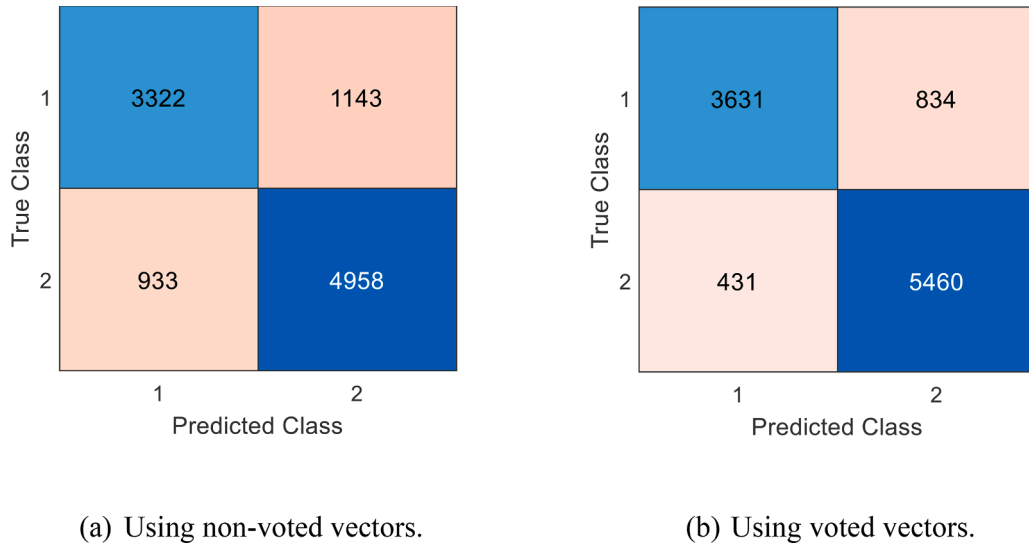 True Class
1
3322
1143
2
933
4958
1
2
Predicted Class
(a) Using non-voted vectors.
True Class
1
3631
834
2
431
5460
1
2
Predicted Class
(b) Using voted vectors.